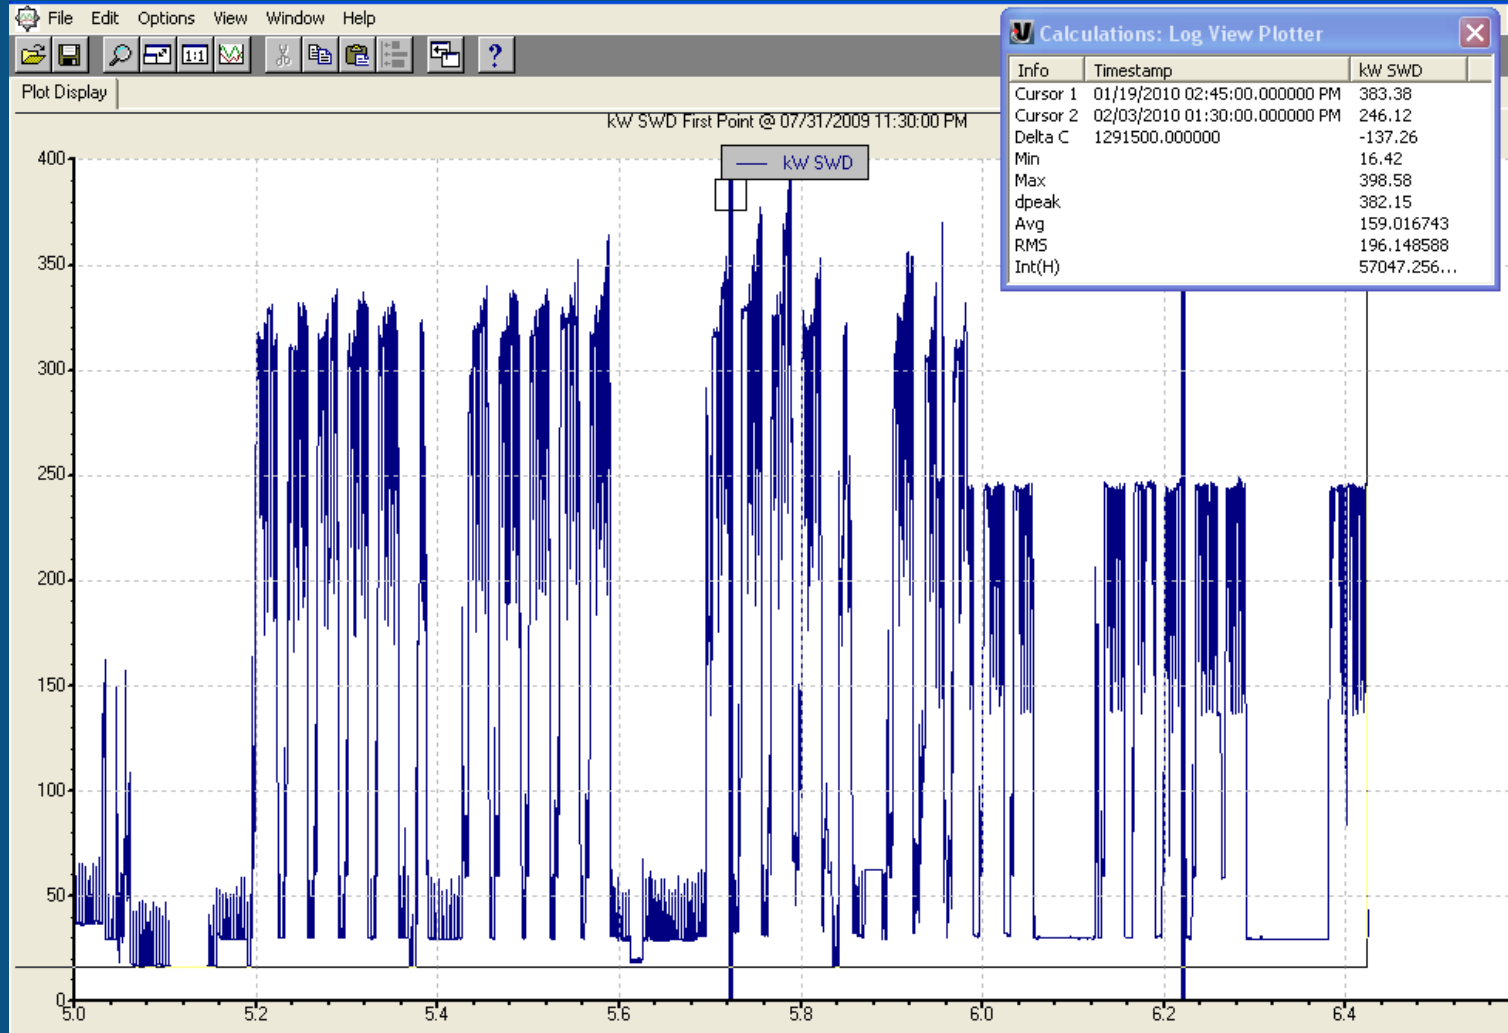 File Edit Options View Window Help
1:1 ?
Plot Display
Calculations: Log View Plotter
Info Timestamp kW SWD
Cursor 1 01/19/2010 02:45:00.000000 PM 383.38
Cursor 2 02/03/2010 01:30:00.000000 PM 246.12
Delta C 1291500.000000 -137.26
Min 16.42
Max 398.58
dpeak 382.15
Avg 159.016743
RMS 196.148588
Int(H) 57047.256...
kW SWD First Point @ 07/31/2009 11:30:00 PM
kW SWD
400
350
300
250
200
150
100
50
0
5.0 5.2 5.4 5.6 5.8 6.0 6.2 6.4